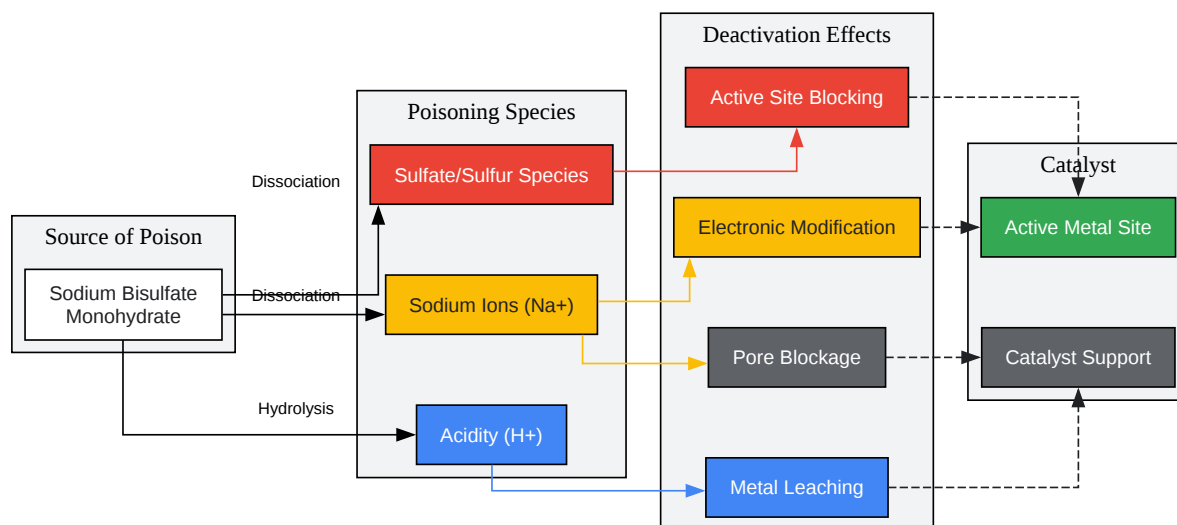 Source of Poison
Sodium Bisulfate
Monohydrate
Dissociation
Dissociation
Hydrolysis
Poisoning Species
Sulfate/Sulfur Species
Sodium Ions (Na+)
Acidity (H+)
Deactivation Effects
Active Site Blocking
Electronic Modification
Pore Blockage
Metal Leaching
Catalyst
Active Metal Site
Catalyst Support